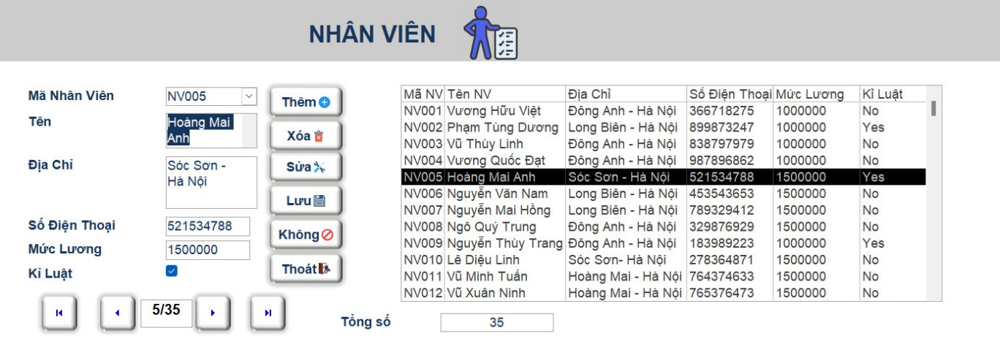 NHÂN VIÊN
Mã Nhân Viên NV005
Tên Hoàng Mai
Anh
Địa Chỉ Sóc Sơn -
Hà Nội
Số Điện Thoại 521534788
Mức Lương 1500000
Kỉ Luật
Thêm
Xóa
Sửa
Lưu
Không
Thoát
5/35
Mã NV Tên NV Địa Chỉ Số Điện Thoại Mức Lương Kỉ Luật
NV001 Vương Hữu Việt Đông Anh - Hà Nội 366718275 1000000 No
NV002 Phạm Tùng Dương Long Biên - Hà Nội 899873247 1000000 Yes
NV003 Vũ Thùy Linh Đông Anh - Hà Nội 838797979 1000000 No
NV004 Vương Quốc Đạt Đông Anh - Hà Nội 987896862 1000000 No
NV005 Hoàng Mai Anh Sóc Sơn - Hà Nội 521534788 1500000 Yes
NV006 Nguyễn Văn Nam Long Biên - Hà Nội 453543653 1500000 No
NV007 Nguyễn Mai Hồng Long Biên - Hà Nội 789329412 1500000 No
NV008 Ngô Quý Trung Đông Anh - Hà Nội 329876929 1500000 No
NV009 Nguyễn Thùy Trang Đông Anh - Hà Nội 183989223 1000000 Yes
NV010 Lê Diệu Linh Sóc Sơn- Hà Nội 278364871 1500000 No
NV011 Vũ Minh Tuấn Hoàng Mai - Hà Nội 764374633 1500000 No
NV012 Vũ Xuân Ninh Hoàng Mai - Hà Nội 765376473 1500000 No
Tổng số 35